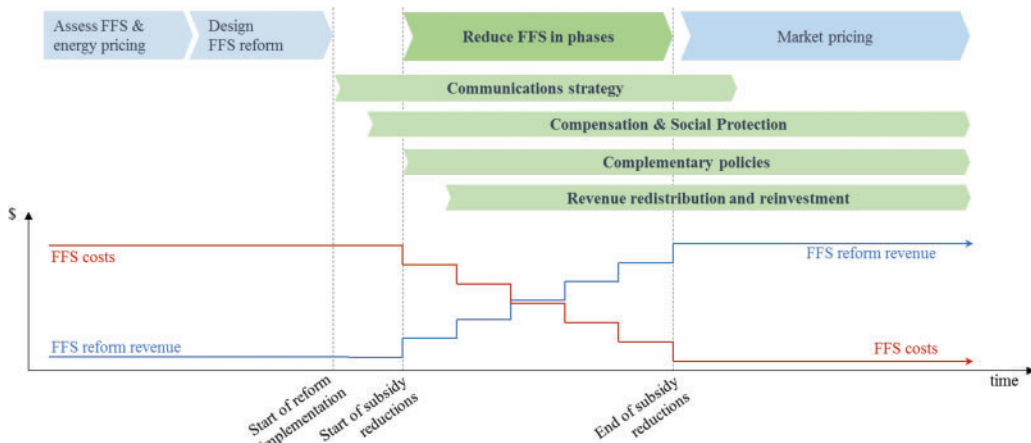 Assess FFS &
energy pricing
Design
FFS reform
Reduce FFS in phases
Market pricing
Communications strategy
Compensation & Social Protection
Complementary policies
Revenue redistribution and reinvestment
$
FFS costs
FFS reform revenue
FFS reform revenue
FFS costs
time
Start of reform
implementation
Start of subsidy
reductions
End of subsidy
reductions